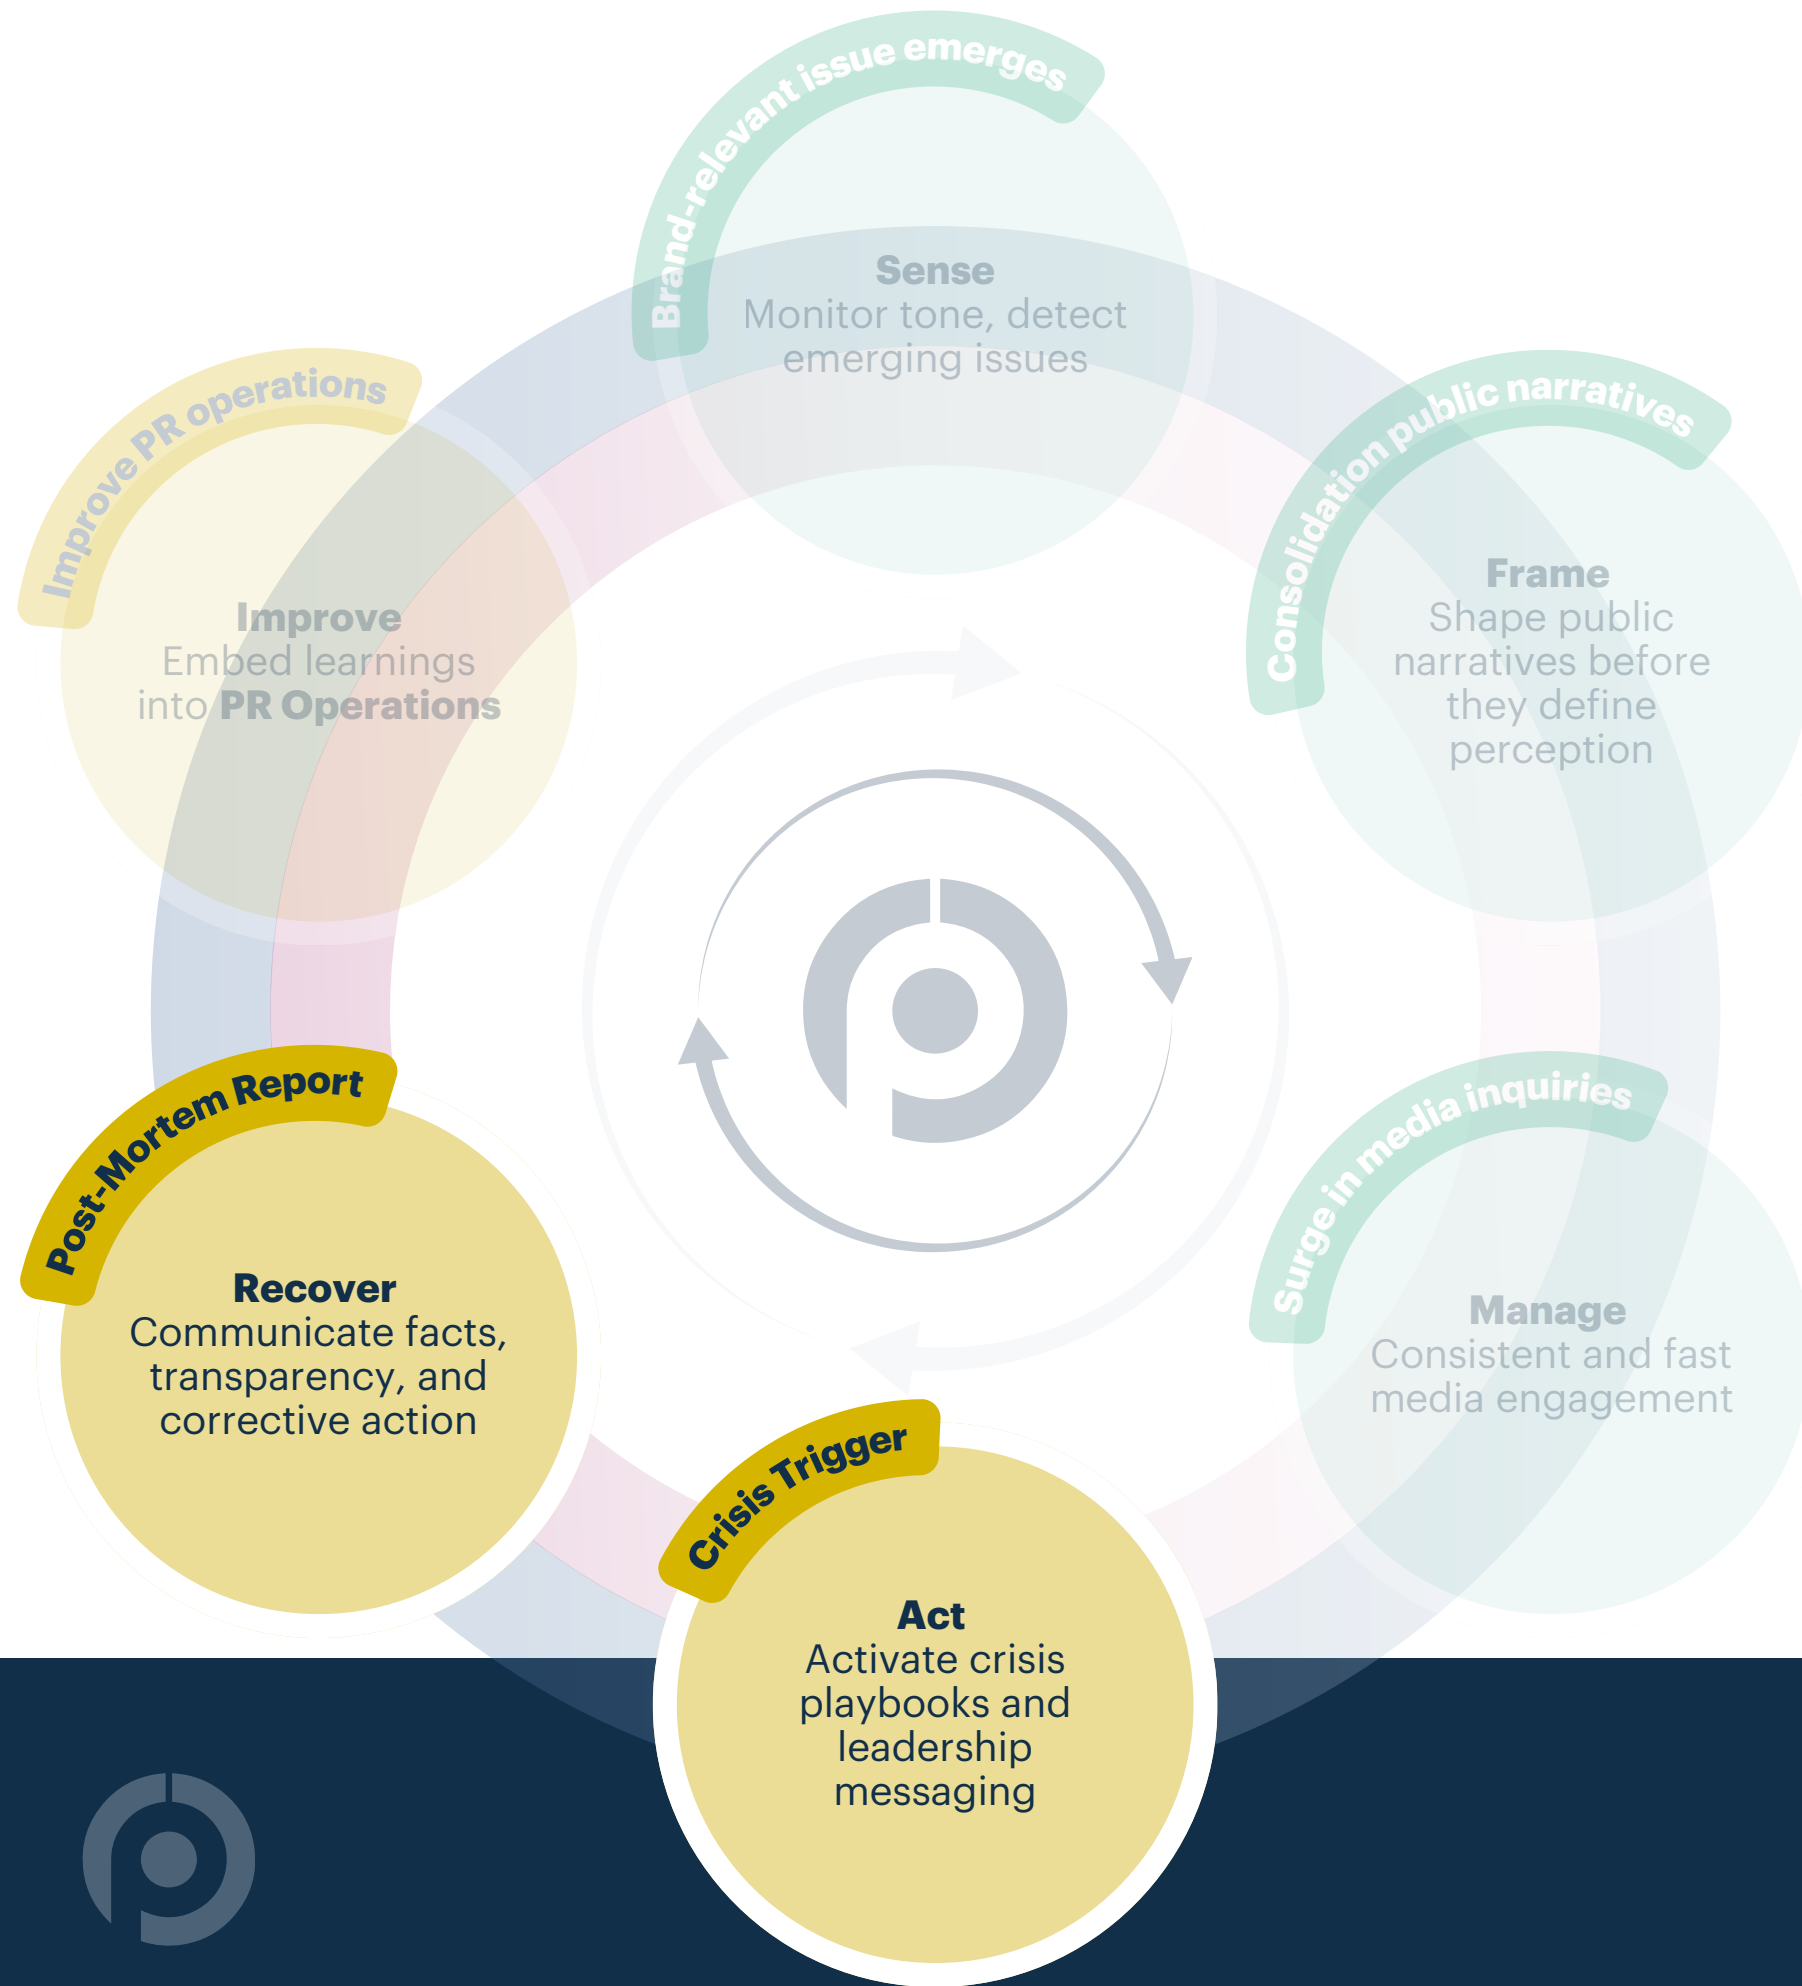 Brand-relevant issue emerges
Sense
Monitor tone, detect
emerging issues
Consolidation public narratives
Frame
Shape public
narratives before
they define
perception
Surge in media inquiries
Manage
Consistent and fast
media engagement
Crisis Trigger
Act
Activate crisis
playbooks and
leadership
messaging
Post-Mortem Report
Recover
Communicate facts,
transparency, and
corrective action
Improve PR operations
Improve
Embed learnings
into PR Operations